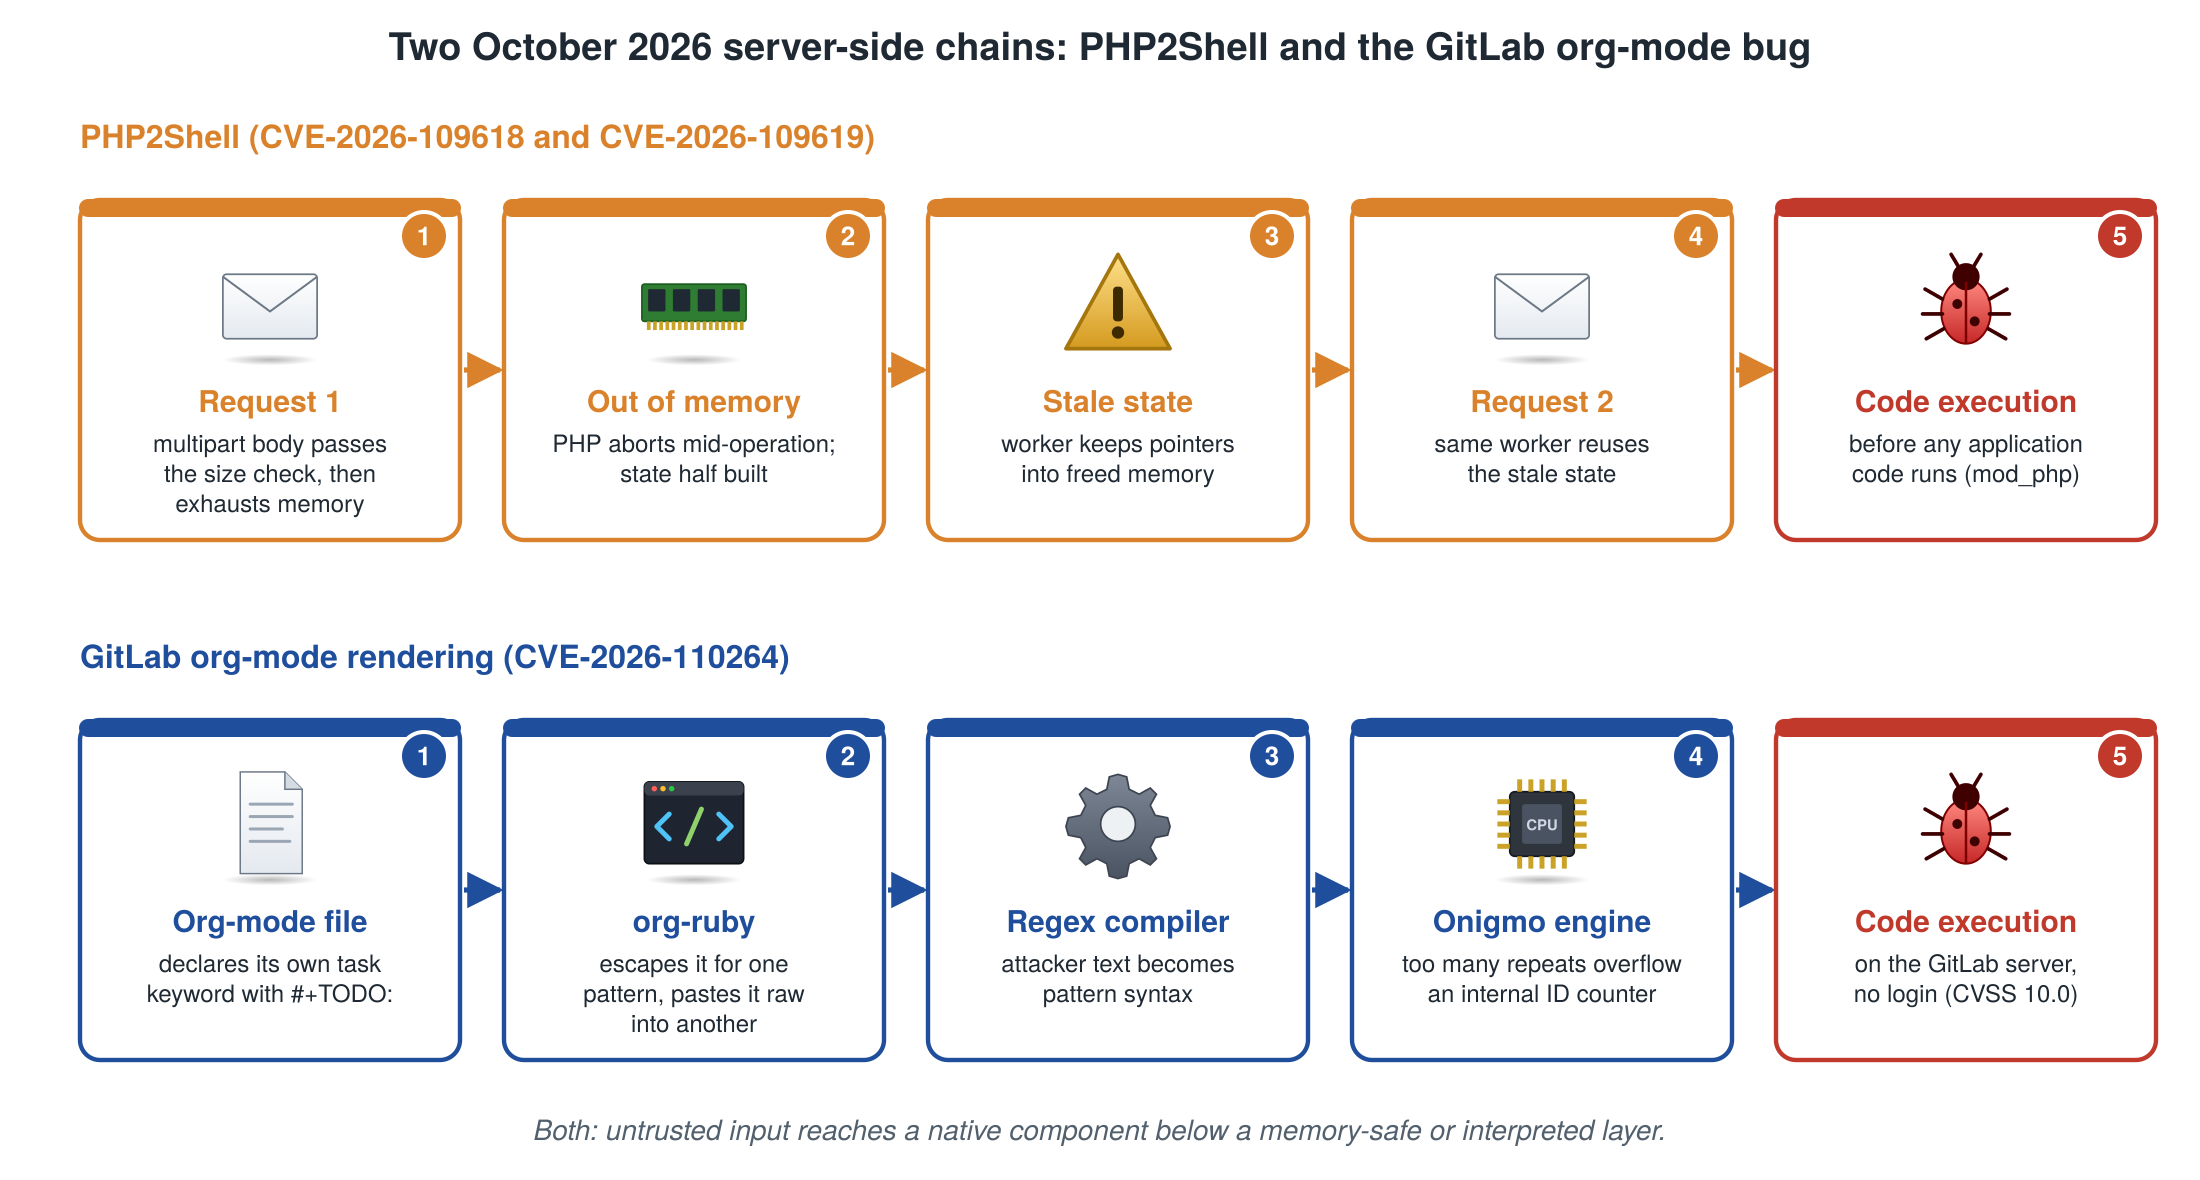 Two October 2026 server-side chains: PHP2Shell and the GitLab org-mode bug
PHP2Shell (CVE-2026-109618 and CVE-2026-109619)
1
Request 1
multipart body passes
the size check, then
exhausts memory
2
Out of memory
PHP aborts mid-operation;
state half built
3
Stale state
worker keeps pointers
into freed memory
4
Request 2
same worker reuses
the stale state
5
Code execution
before any application
code runs (mod_php)
GitLab org-mode rendering (CVE-2026-110264)
1
Org-mode file
declares its own task
keyword with #+TODO:
2
org-ruby
escapes it for one
pattern, pastes it raw
into another
3
Regex compiler
attacker text becomes
pattern syntax
4
CPU
Onigmo engine
too many repeats overflow
an internal ID counter
5
Code execution
on the GitLab server,
no login (CVSS 10.0)
Both: untrusted input reaches a native component below a memory-safe or interpreted layer.